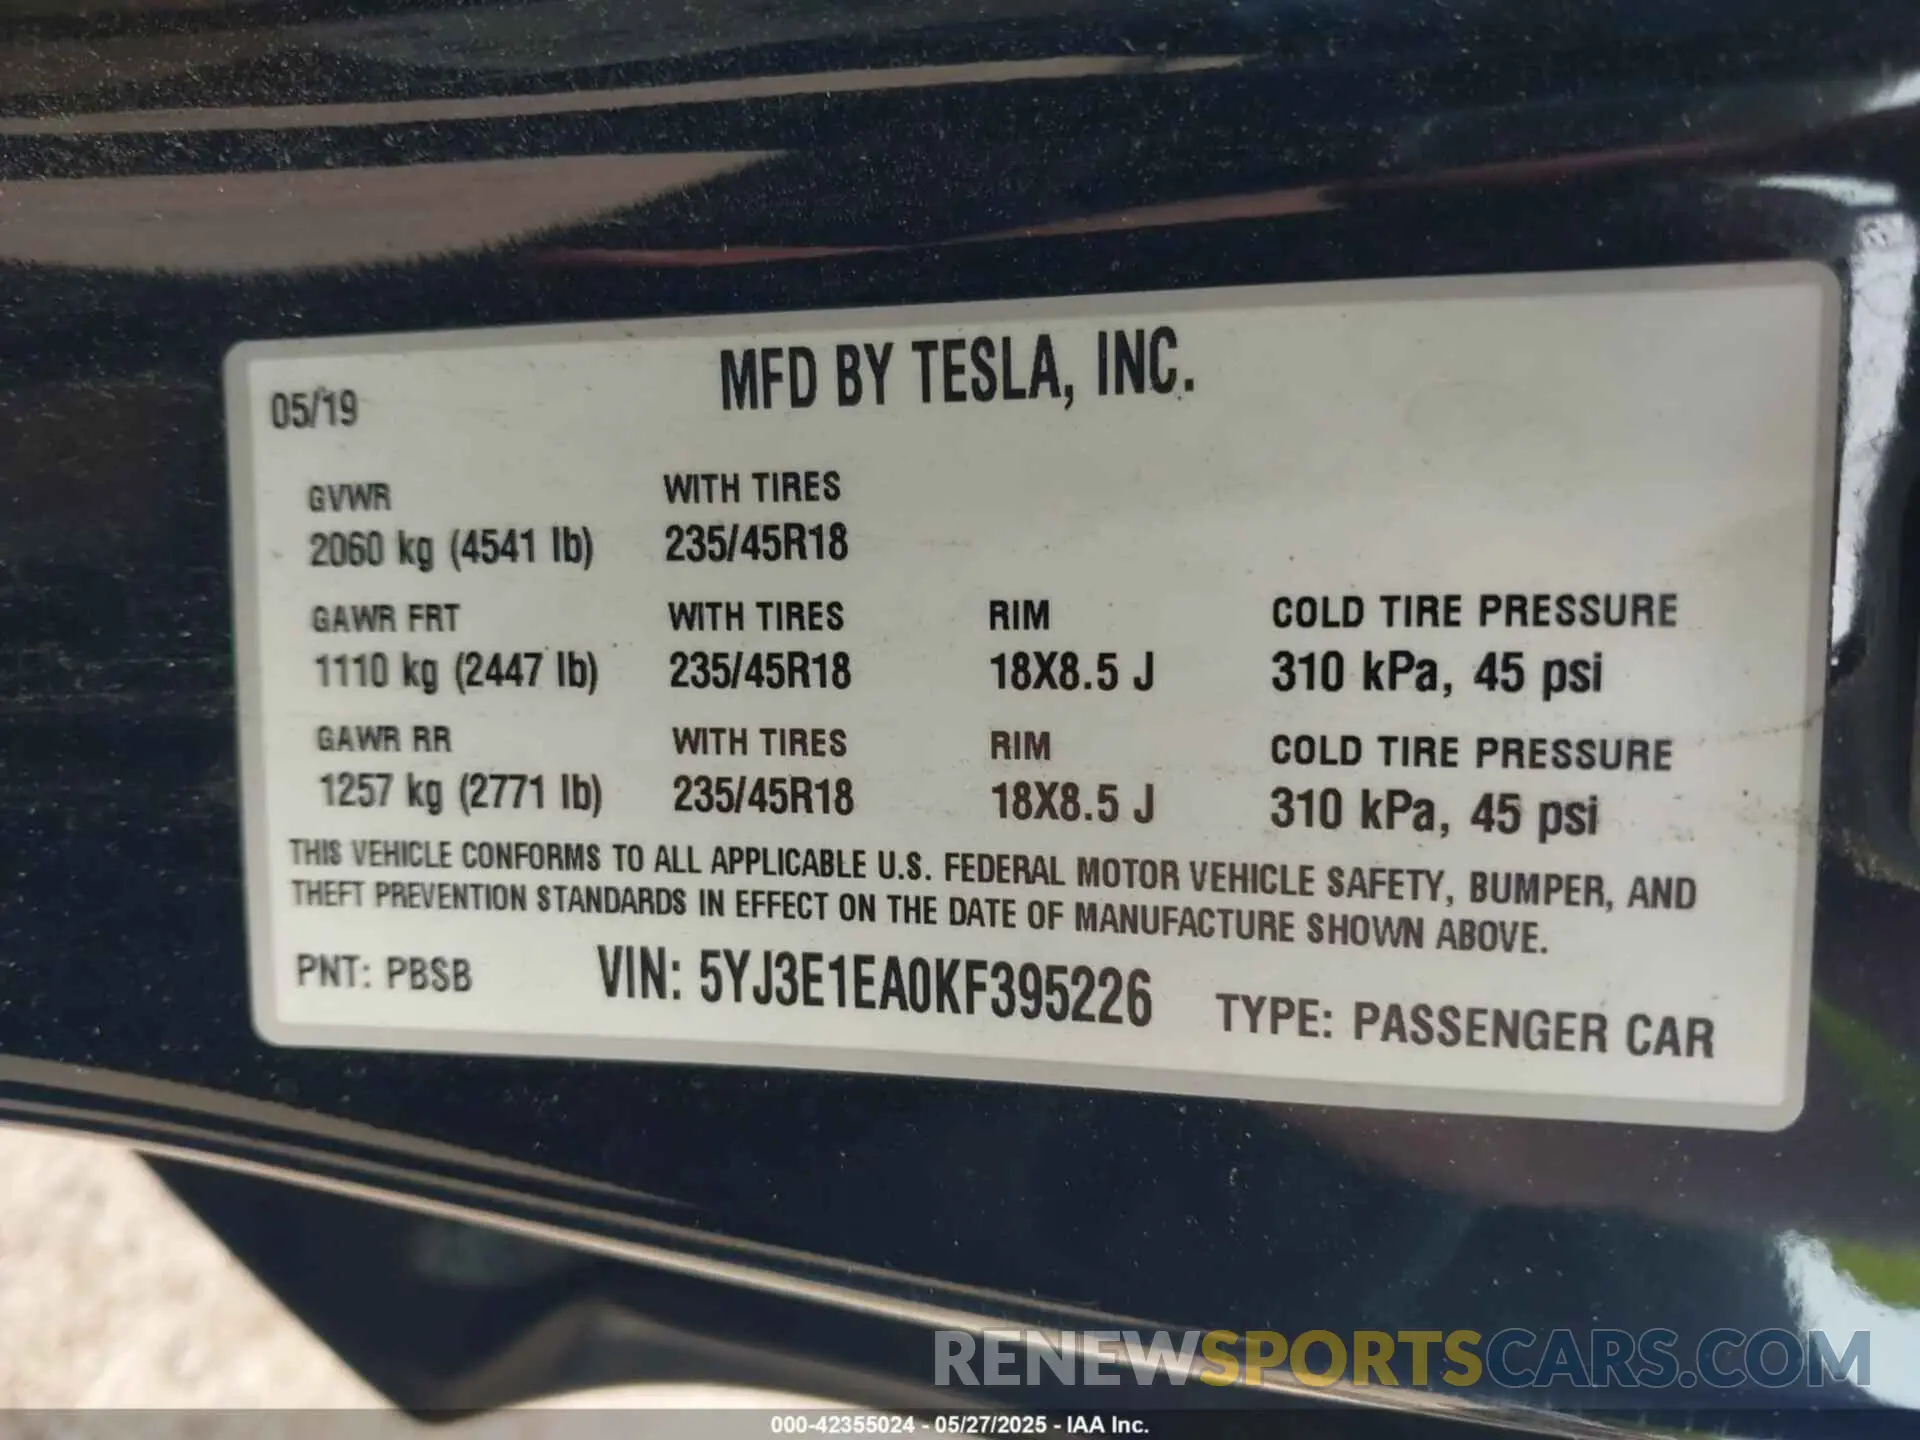 MFD BY TESLA, INC.
05/19
GVWR WITH TIRES
2060 kg (4541 lb) 235/45R18
GAWR FRT WITH TIRES RIM COLD TIRE PRESSURE
1110 kg (2447 lb) 235/45R18 18X8.5 J 310 kPa, 45 psi
GAWR RR WITH TIRES RIM COLD TIRE PRESSURE
1257 kg (2771 lb) 235/45R18 18X8.5 J 310 kPa, 45 psi
THIS VEHICLE CONFORMS TO ALL APPLICABLE U.S. FEDERAL MOTOR VEHICLE SAFETY, BUMPER, AND
THEFT PREVENTION STANDARDS IN EFFECT ON THE DATE OF MANUFACTURE SHOWN ABOVE.
PNT: PBSB VIN: 5YJ3E1EA0KF395226 TYPE: PASSENGER CAR
RENEWSPORTSCARS.COM
000-42355024 - 05/27/2025 - IAA Inc.